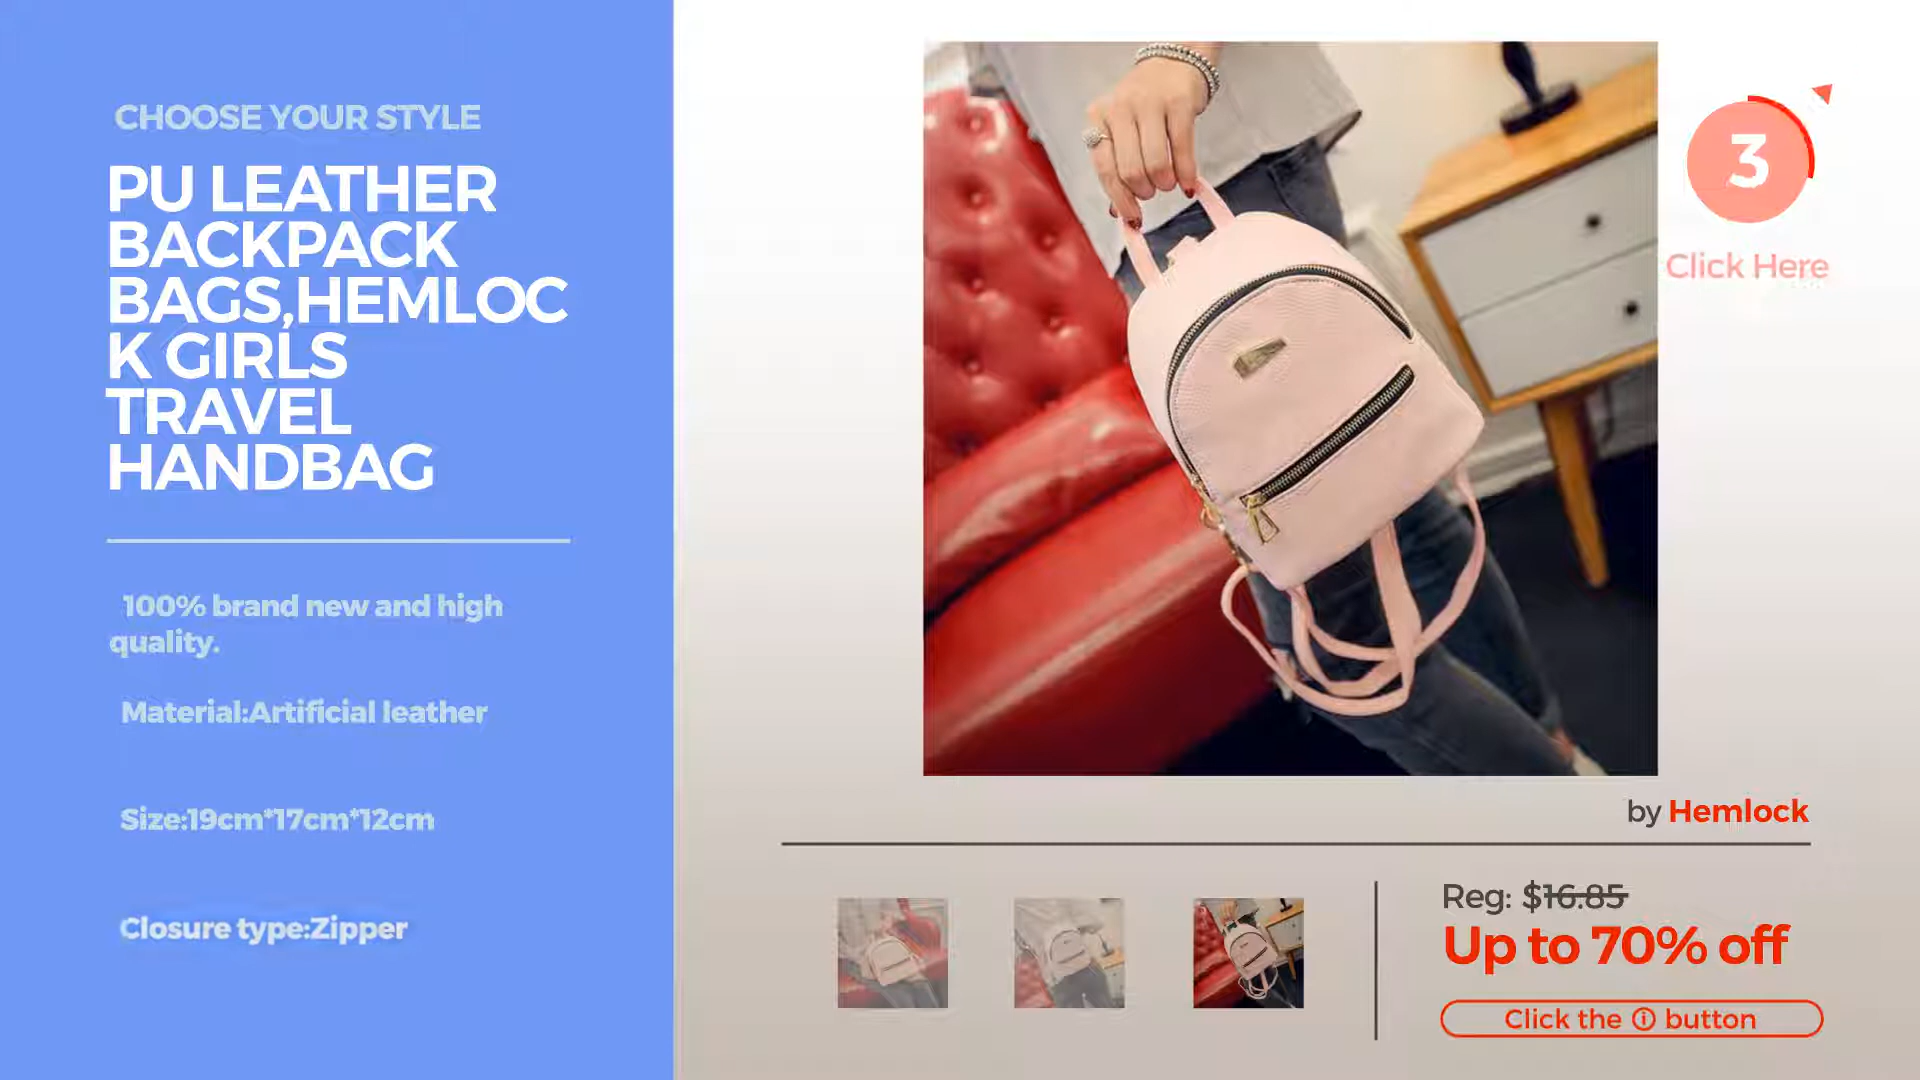 CHOOSE YOUR STYLE
PU LEATHER
BACKPACK
BAGS,HEMLOC
K GIRLS
TRAVEL
HANDBAG
100% brand new and high
quality.
Material:Artificial leather
Size:19cm*17cm*12cm
Closure type:Zipper
3
Click Here
by Hemlock
Reg: $16.85
Up to 70% off
Click the ⓘ button